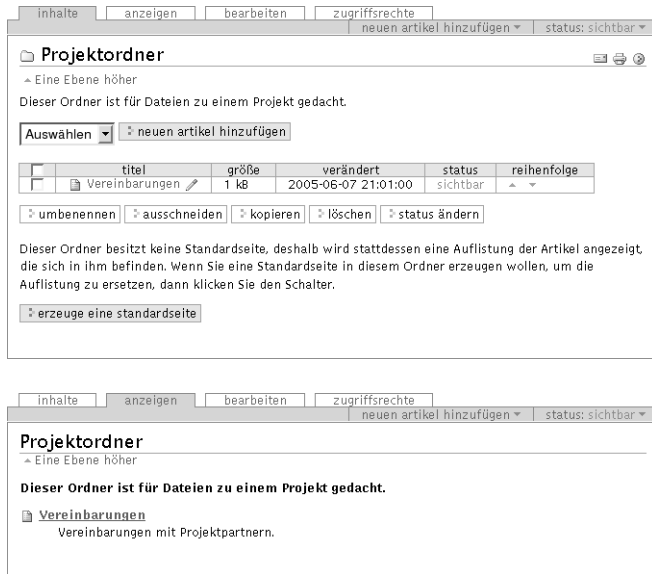 inhalte anzeigen bearbeiten zugriffsrechte
neuen artikel hinzufügen status: sichtbar
Projektordner
Eine Ebene höher
Dieser Ordner ist für Dateien zu einem Projekt gedacht.
Auswählen neuen artikel hinzufügen
titel größe verändert status reihenfolge
Vereinbarungen 1 kB 2005-06-07 21:01:00 sichtbar
umbenennen ausschneiden kopieren löschen status ändern
Dieser Ordner besitzt keine Standardseite, deshalb wird stattdessen eine Auflistung der Artikel angezeigt,
die sich in ihm befinden. Wenn Sie eine Standardseite in diesem Ordner erzeugen wollen, um die
Auflistung zu ersetzen, dann klicken Sie den Schalter.
erzeuge eine standardseite
inhalte anzeigen bearbeiten zugriffsrechte
neuen artikel hinzufügen status: sichtbar
Projektordner
Eine Ebene höher
Dieser Ordner ist für Dateien zu einem Projekt gedacht.
Vereinbarungen
Vereinbarungen mit Projektpartnern.